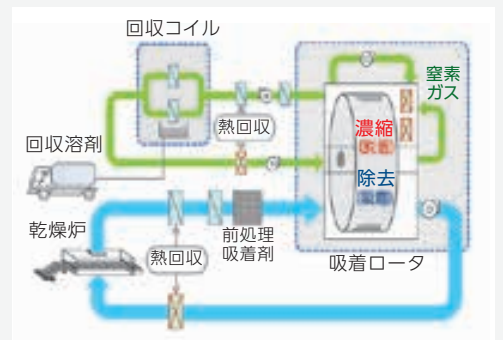 回収コイル
窒素
ガス
熱回収
濃縮
回収溶剤
除去
乾燥炉
熱回収
前処理
吸着剤
吸着ロータ